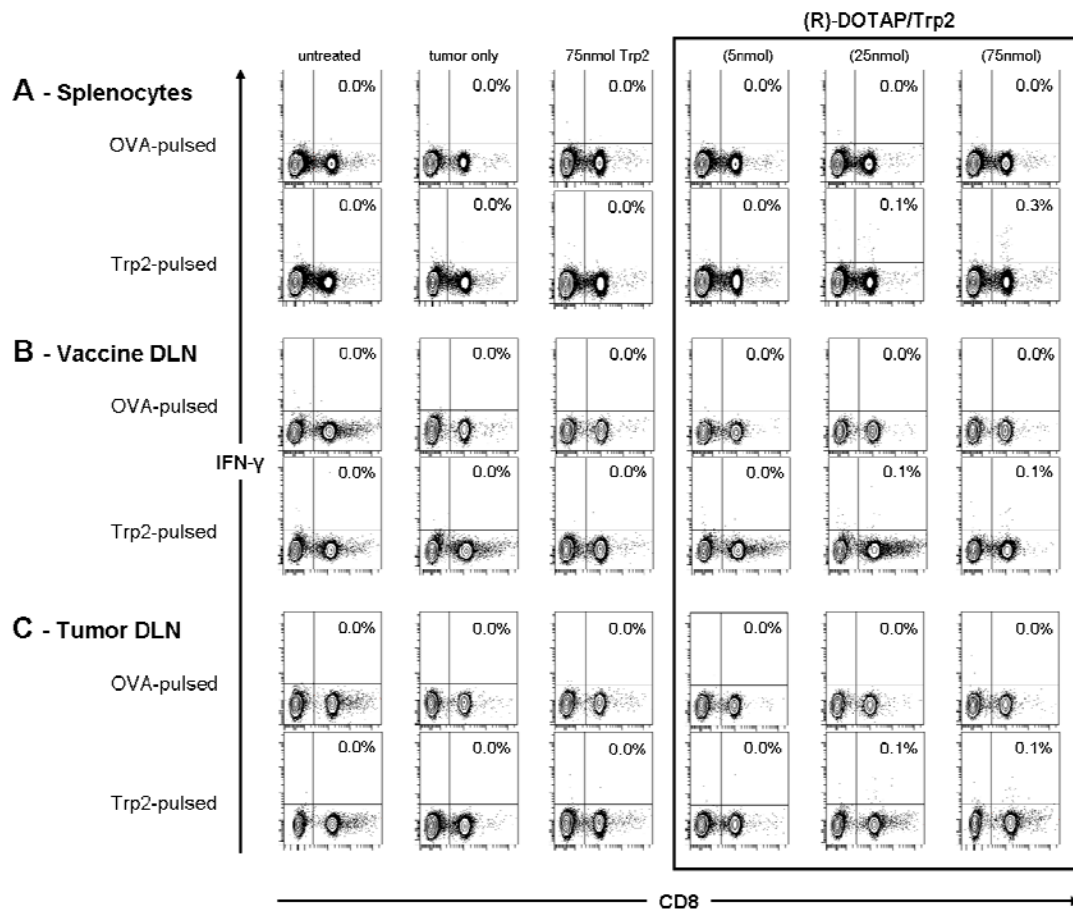 (R)-DOTAP/Trp2
untreated tumor only 75nmol Trp2 (5nmol) (25nmol) (75nmol)
A - Splenocytes
OVA-pulsed 0.0% 0.0% 0.0% 0.0% 0.0% 0.0%
Trp2-pulsed 0.0% 0.0% 0.0% 0.0% 0.1% 0.3%
B - Vaccine DLN
OVA-pulsed 0.0% 0.0% 0.0% 0.0% 0.0% 0.0%
IFN-γ
Trp2-pulsed 0.0% 0.0% 0.0% 0.0% 0.1% 0.1%
C - Tumor DLN
OVA-pulsed 0.0% 0.0% 0.0% 0.0% 0.0% 0.0%
Trp2-pulsed 0.0% 0.0% 0.0% 0.0% 0.1% 0.1%
CD8